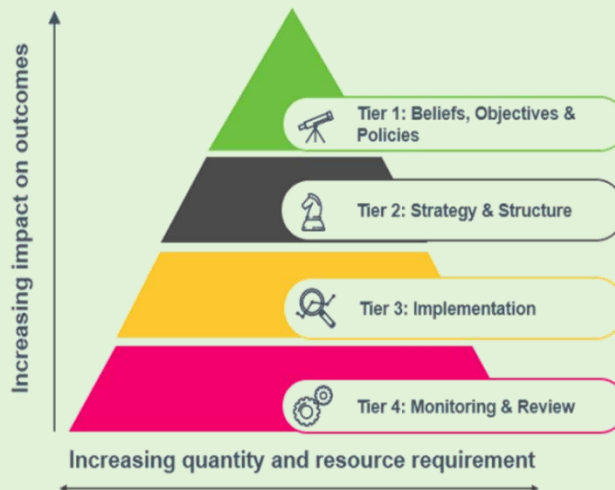 Increasing impact on outcomes
Tier 1: Beliefs, Objectives &
Policies
Tier 2: Strategy & Structure
Tier 3: Implementation
Tier 4: Monitoring & Review
Increasing quantity and resource requirement